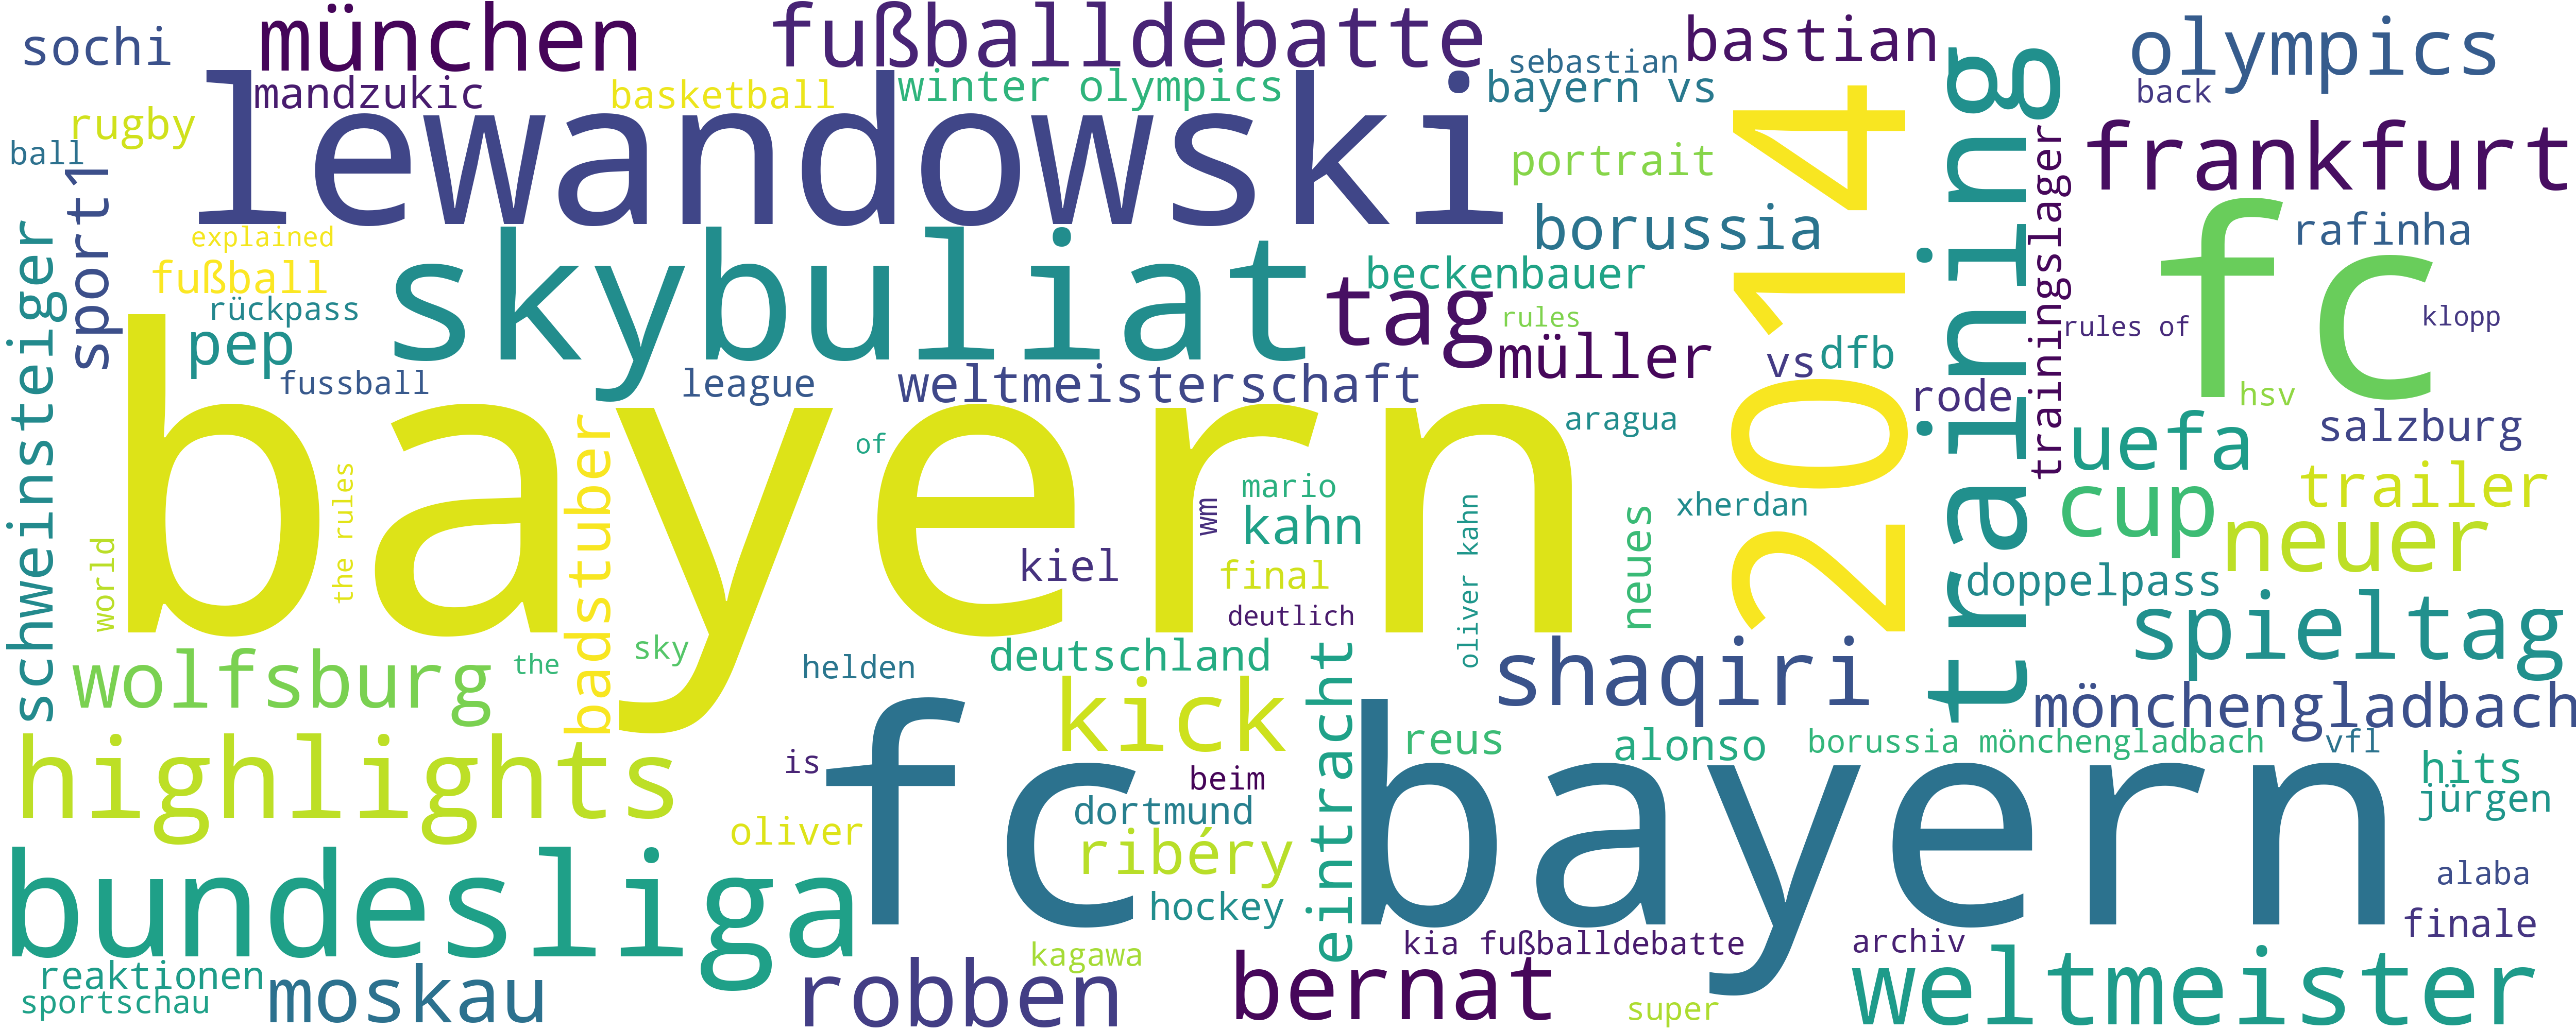 sochi
münchen
fußballdebatte
sebastian
bastian
olympics
mandzukic
basketball
winter olympics
bayern vs
back
rugby
lewandowski
portrait
2014
training
trainingslager
frankfurt
ball
sport1
borussia
rafinha
explained
skybuliat
fc
fußball
beckenbauer
rückpass
tag
rules
rules of
klopp
pep
müller
vs
dfb
fussball
league
weltmeisterschaft
rode
hsv
schweinsteiger
bayern
of
aragua
uefa
salzburg
the rules
badstuber
mario
wm
kahn
oliver kahn
neues
xherdan
cup
trailer
neuer
world
kiel
final
doppelpass
deutlich
spieltag
wolfsburg
the
sky
helden
deutschland
eintracht
shaqiri
mönchengladbach
kick
highlights
is
fc bayern
reus
alonso
borussia mönchengladbach
vfl
hits
beim
jürgen
dortmund
oliver
ribéry
bundesliga
alaba
hockey
finale
kagawa
kia fußballdebatte
archiv
reaktionen
moskau
robben
bernat
weltmeister
sportschau
super